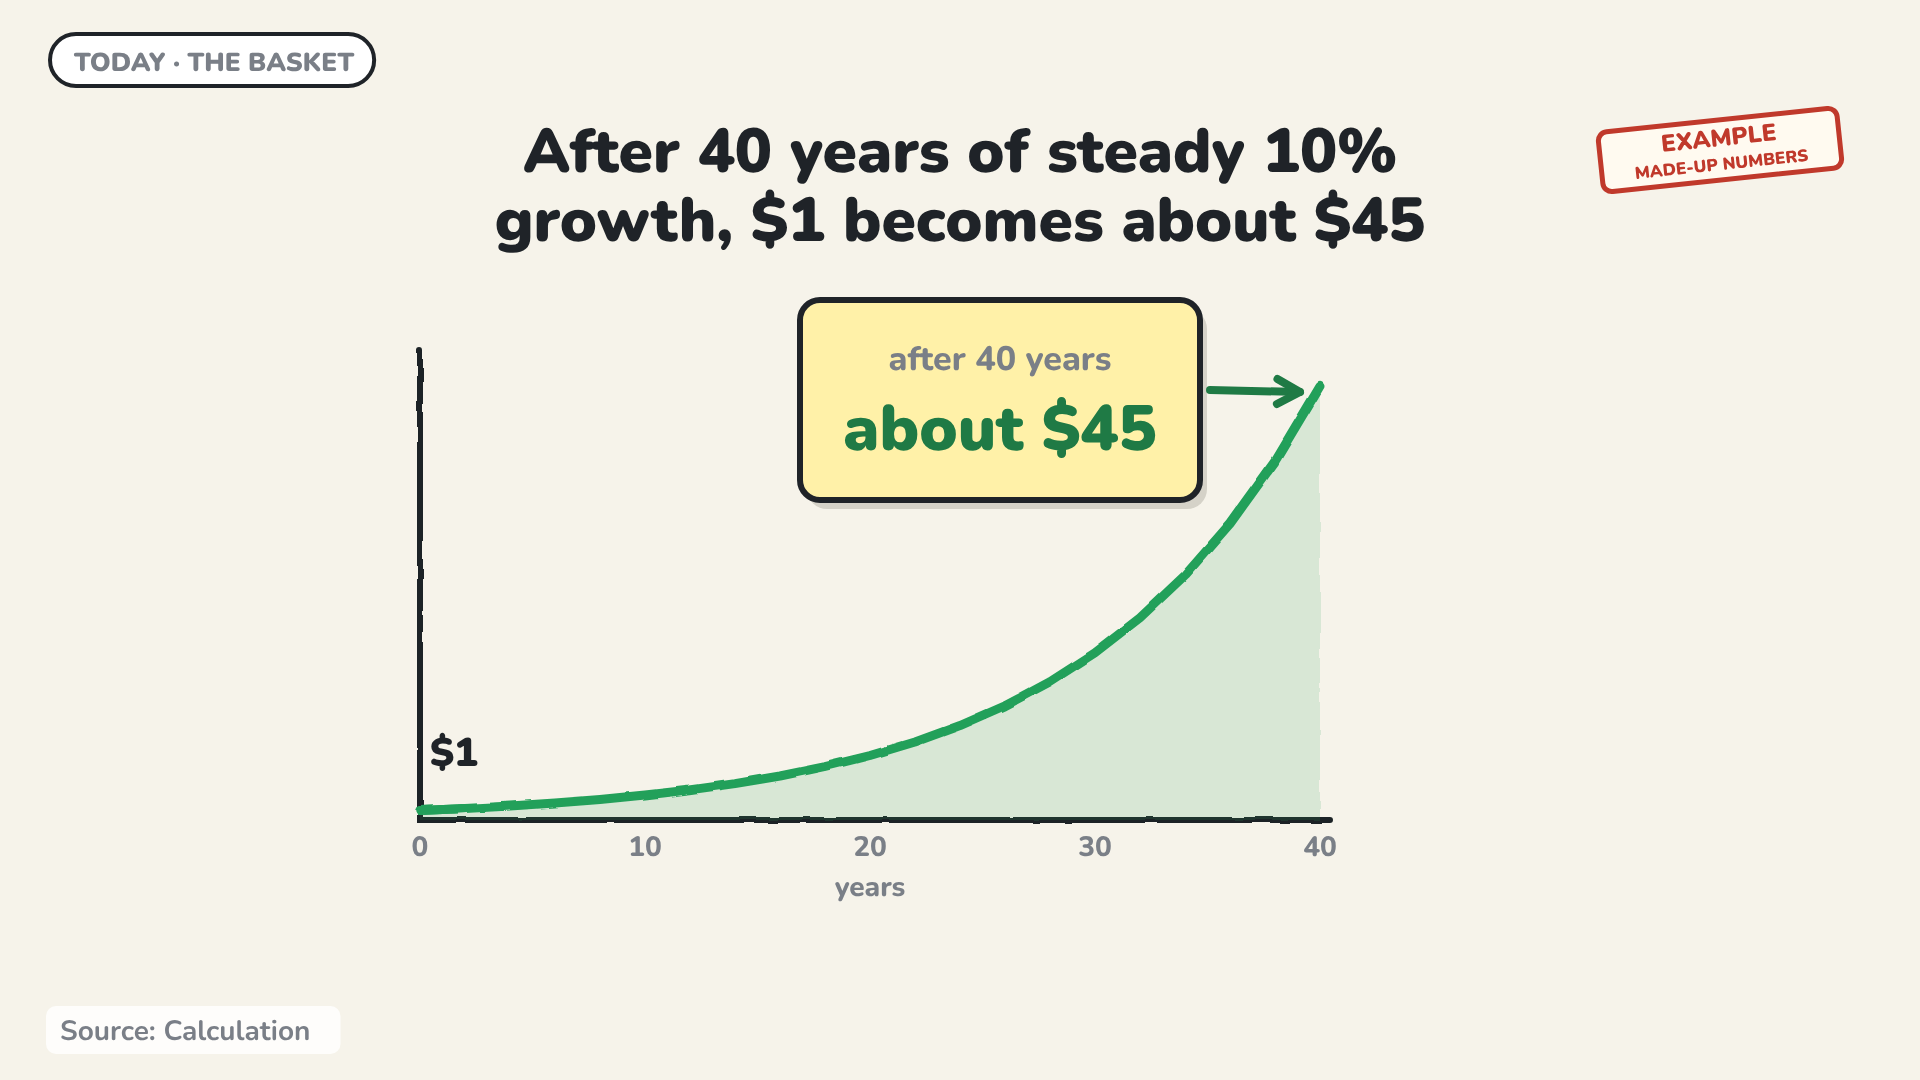 TODAY · THE BASKET
EXAMPLE
MADE-UP NUMBERS
After 40 years of steady 10%
growth, $1 becomes about $45
after 40 years
about $45
$1
0 10 20 30 40
years
Source: Calculation